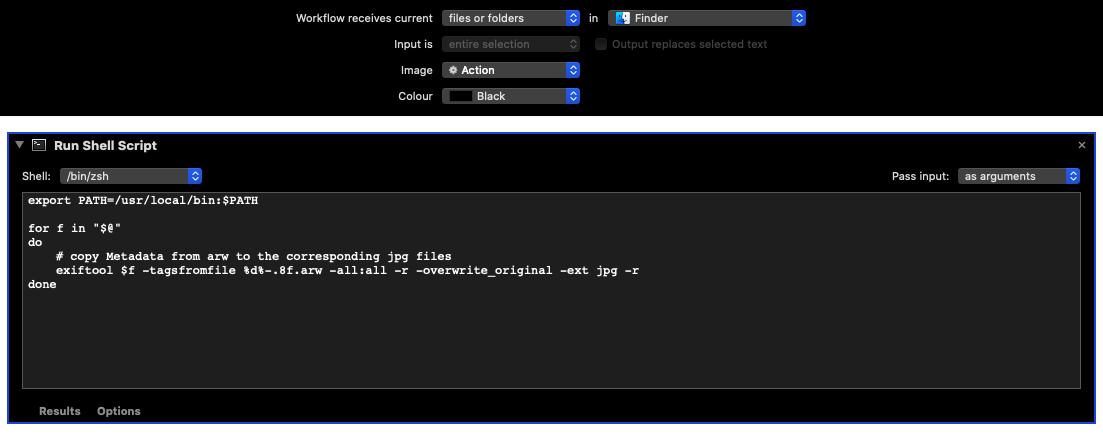 Workflow receives current files or folders in Finder
Input is entire selection Output replaces selected text
Image Action
Colour Black
Run Shell Script
Shell: /bin/zsh Pass input: as arguments
export PATH=/usr/local/bin:$PATH
for f in "$@"
do
# copy Metadata from arw to the corresponding jpg files
exiftool $f -tagsfromfile %d%-.8f.arw -all:all -r -overwrite_original -ext jpg -r
done
Results Options